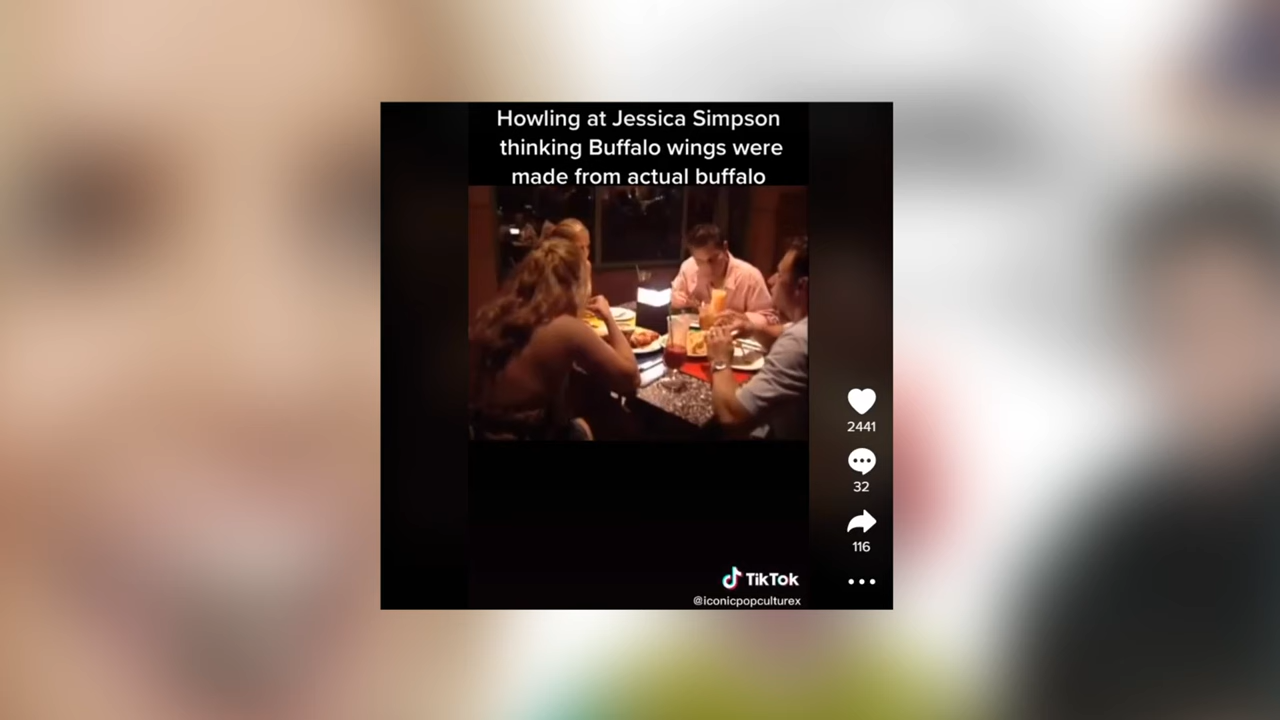 Howling at Jessica Simpson
thinking Buffalo wings were
made from actual buffalo
2441
32
116
TikTok
@iconicpopculturex